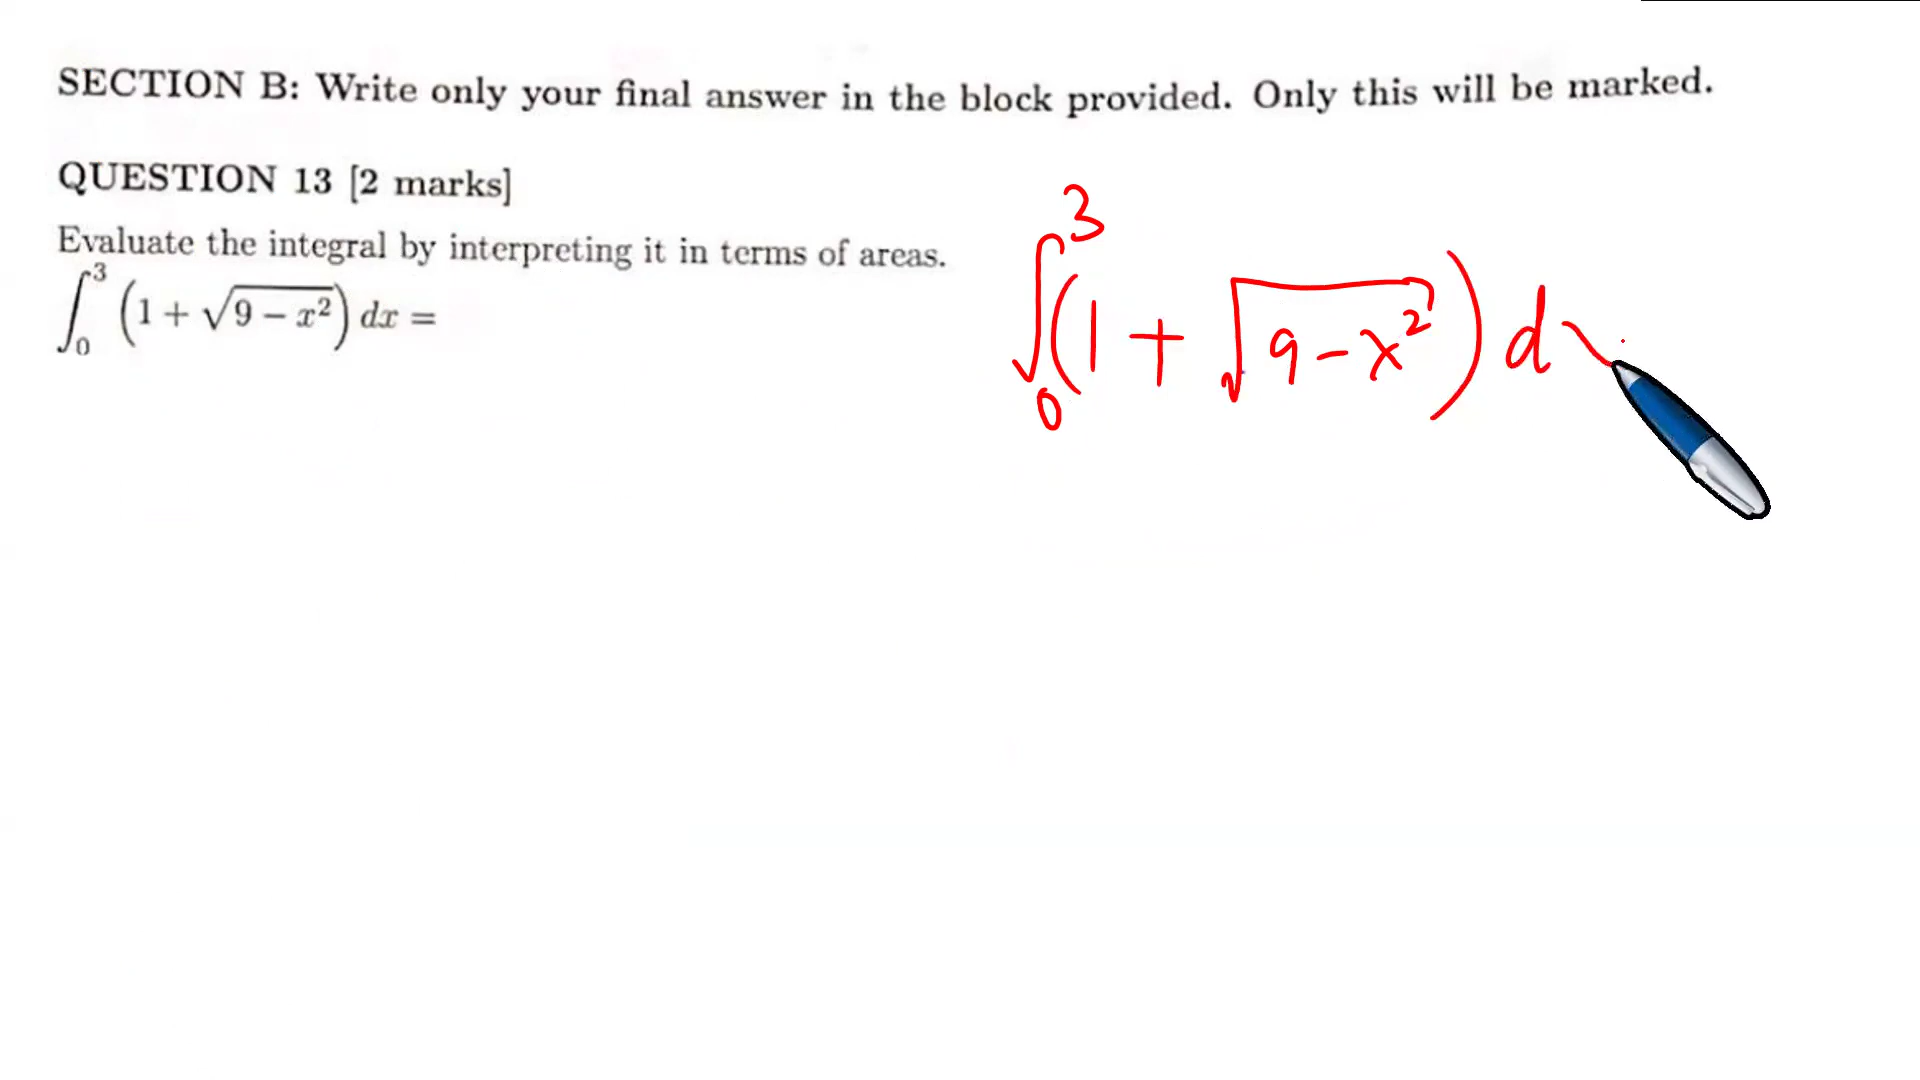 SECTION B: Write only your final answer in the block provided. Only this will be marked.
QUESTION 13 [2 marks]
Evaluate the integral by interpreting it in terms of areas.
∫₀³ (1 + √(9 − x²)) dx =
∫₀³ (1 + √(9 − x²)) d